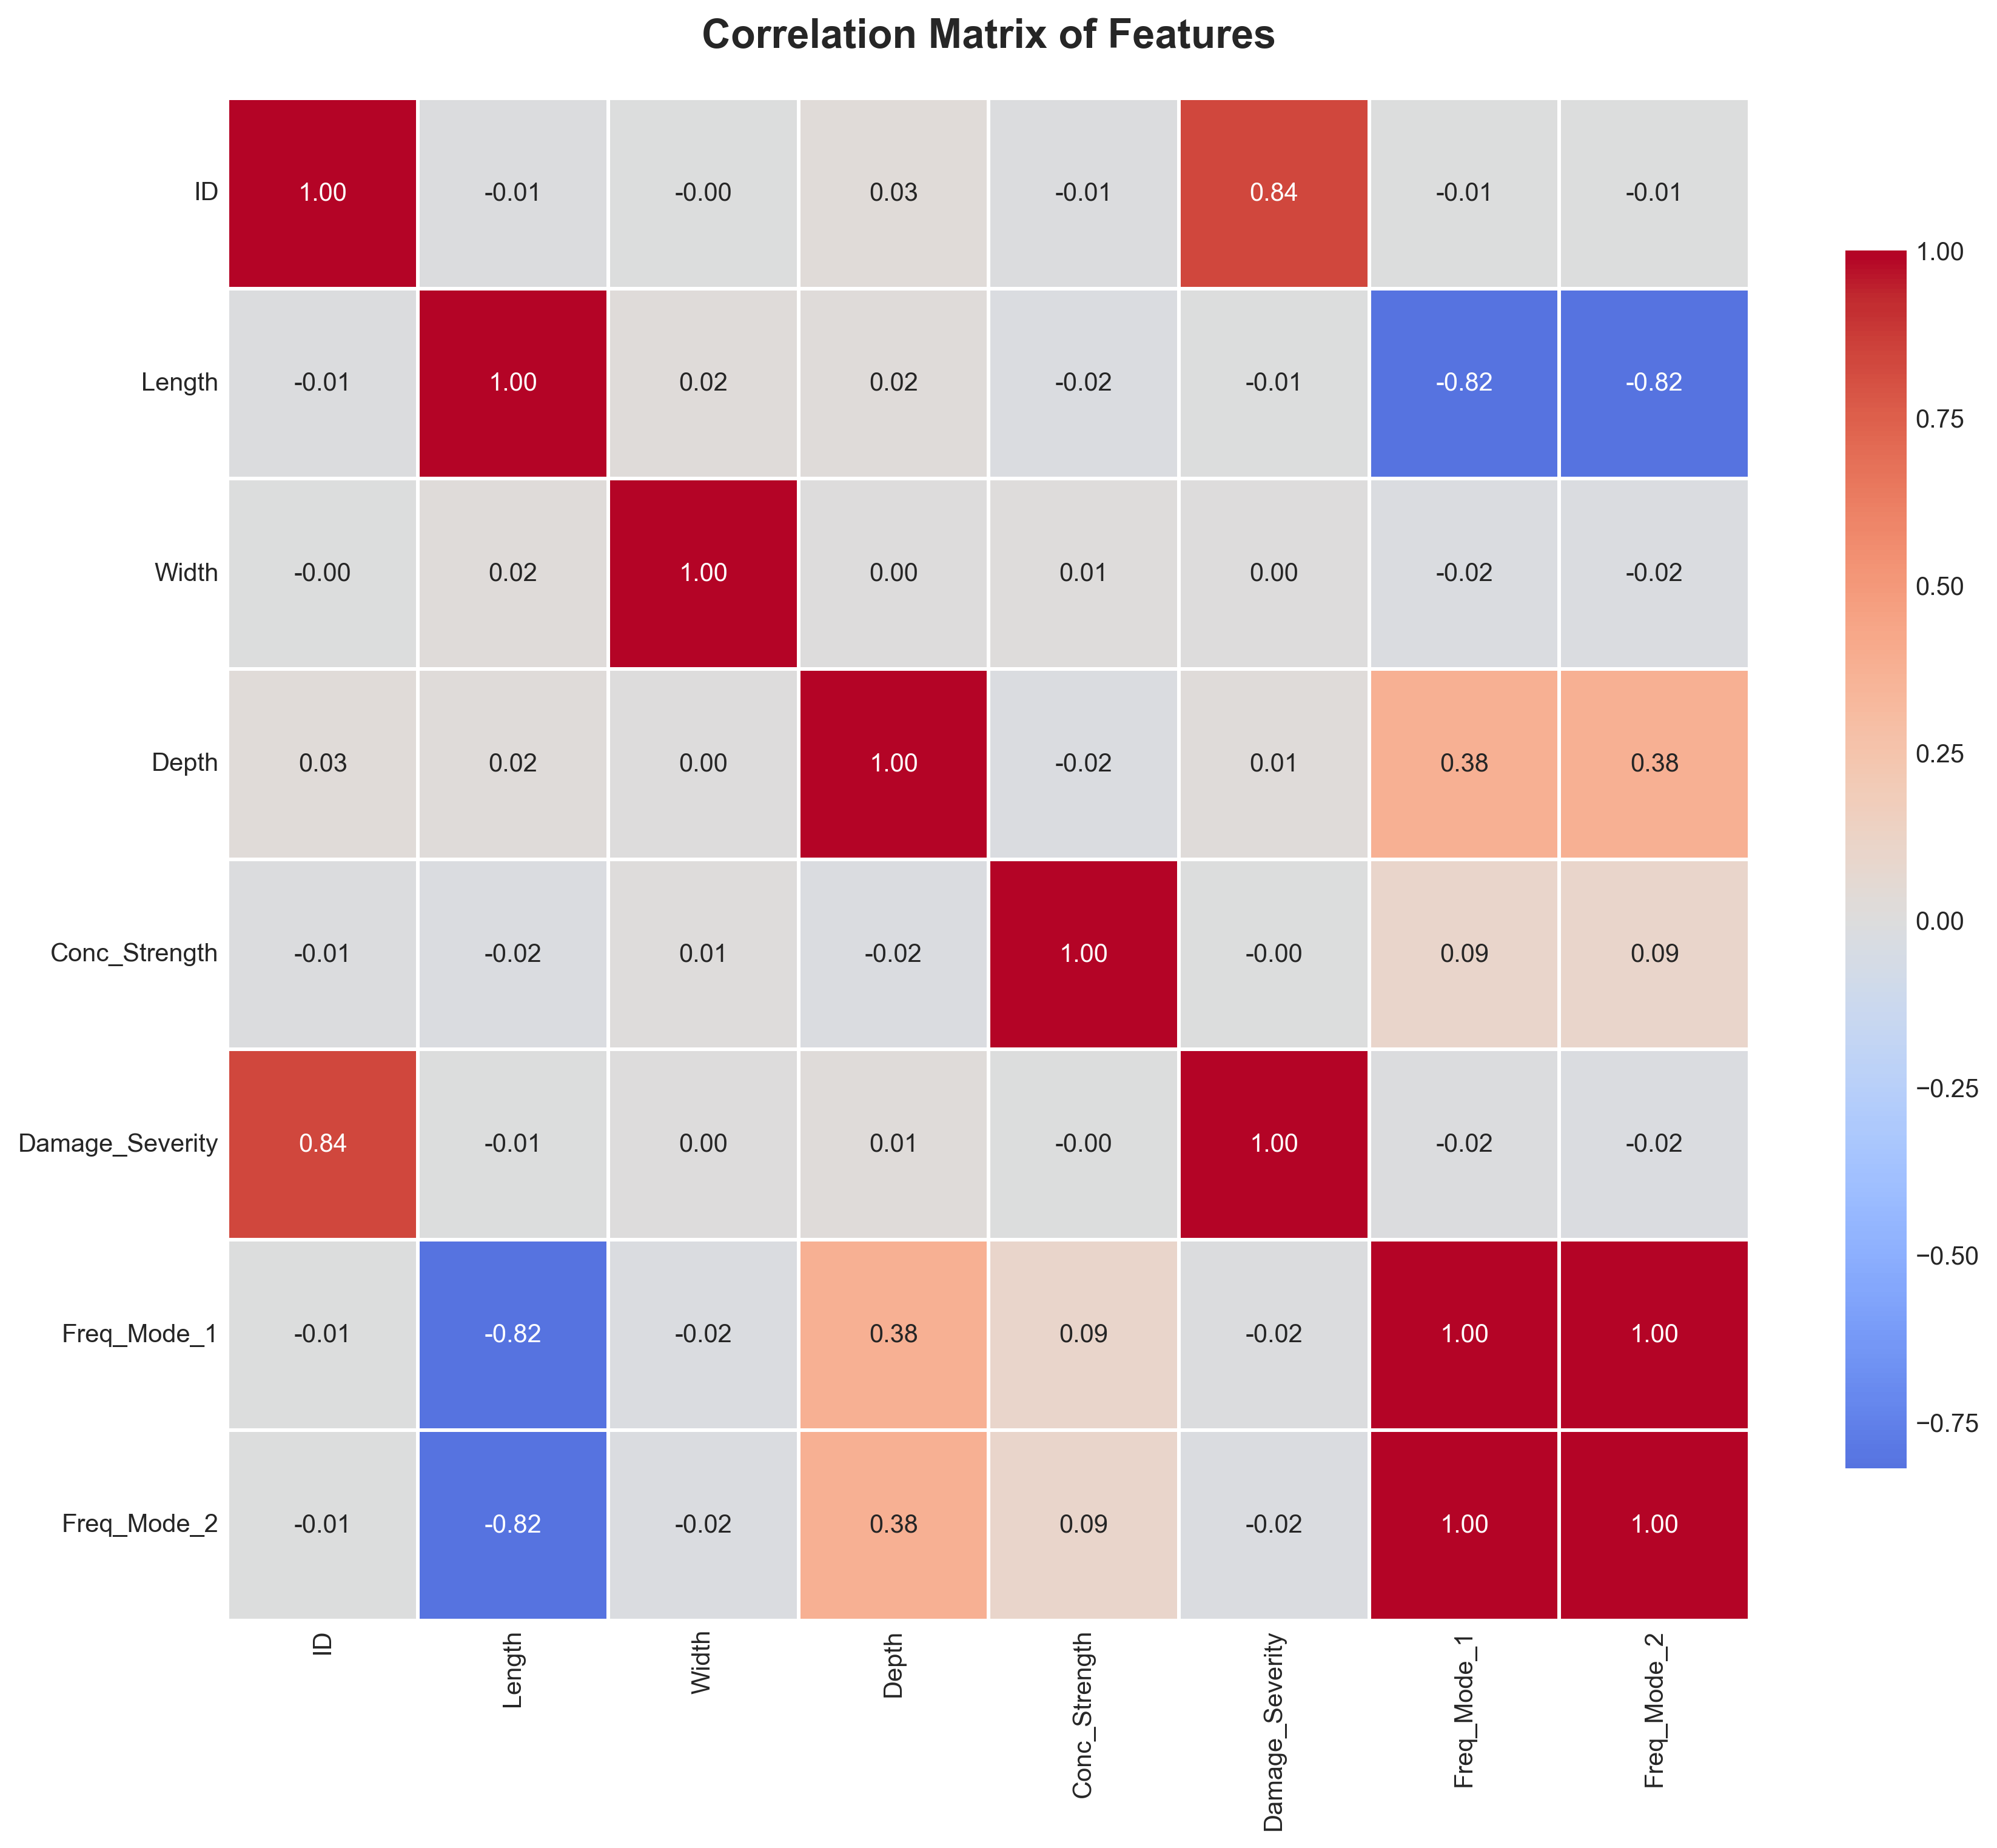 Correlation Matrix of Features
ID 1.00 -0.01 -0.00 0.03 -0.01 0.84 -0.01 -0.01
Length -0.01 1.00 0.02 0.02 -0.02 -0.01 -0.82 -0.82
Width -0.00 0.02 1.00 0.00 0.01 0.00 -0.02 -0.02
Depth 0.03 0.02 0.00 1.00 -0.02 0.01 0.38 0.38
Conc_Strength -0.01 -0.02 0.01 -0.02 1.00 -0.00 0.09 0.09
Damage_Severity 0.84 -0.01 0.00 0.01 -0.00 1.00 -0.02 -0.02
Freq_Mode_1 -0.01 -0.82 -0.02 0.38 0.09 -0.02 1.00 1.00
Freq_Mode_2 -0.01 -0.82 -0.02 0.38 0.09 -0.02 1.00 1.00
ID
Length
Width
Depth
Conc_Strength
Damage_Severity
Freq_Mode_1
Freq_Mode_2
1.00
0.75
0.50
0.25
0.00
−0.25
−0.50
−0.75